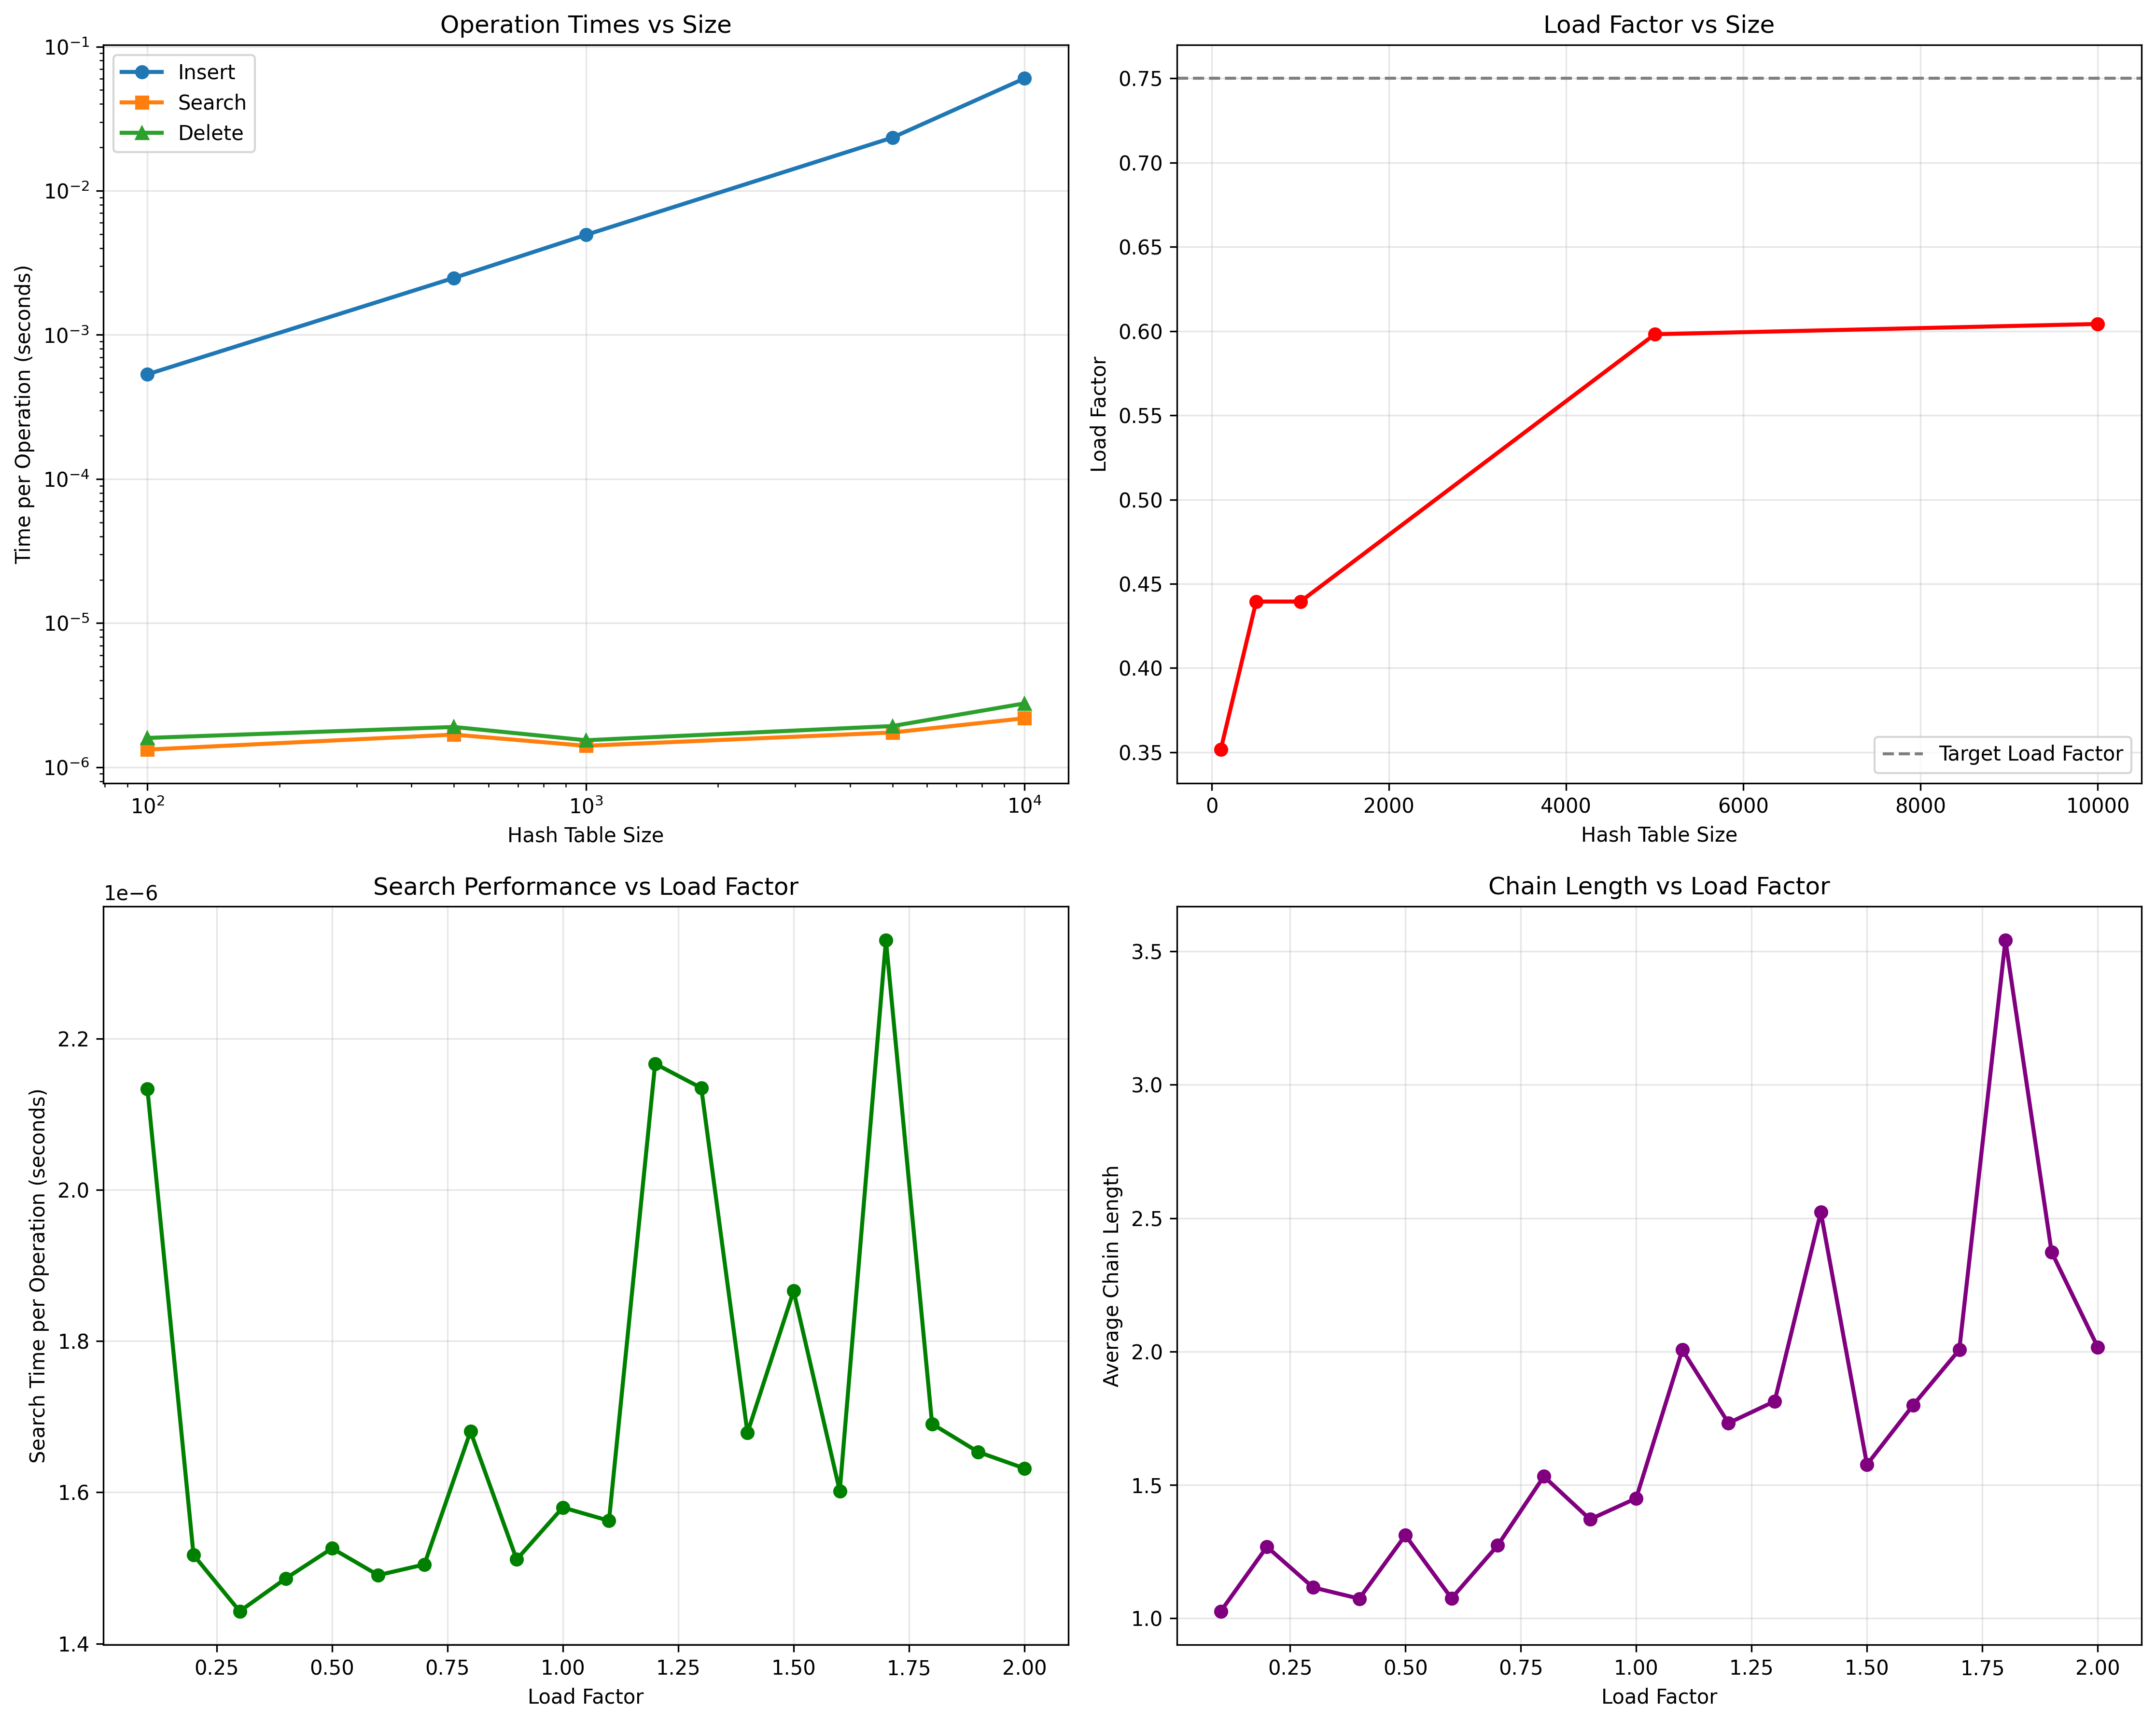 Operation Times vs Size
10⁻¹
10⁻²
10⁻³
10⁻⁴
10⁻⁵
10⁻⁶
Time per Operation (seconds)
Insert
Search
Delete
10² 10³ 10⁴
Hash Table Size
Load Factor vs Size
0.75
0.70
0.65
0.60
0.55
0.50
0.45
0.40
0.35
Load Factor
Target Load Factor
0 2000 4000 6000 8000 10000
Hash Table Size
Search Performance vs Load Factor
1e−6
2.2
2.0
1.8
1.6
1.4
Search Time per Operation (seconds)
0.25 0.50 0.75 1.00 1.25 1.50 1.75 2.00
Load Factor
Chain Length vs Load Factor
3.5
3.0
2.5
2.0
1.5
1.0
Average Chain Length
0.25 0.50 0.75 1.00 1.25 1.50 1.75 2.00
Load Factor